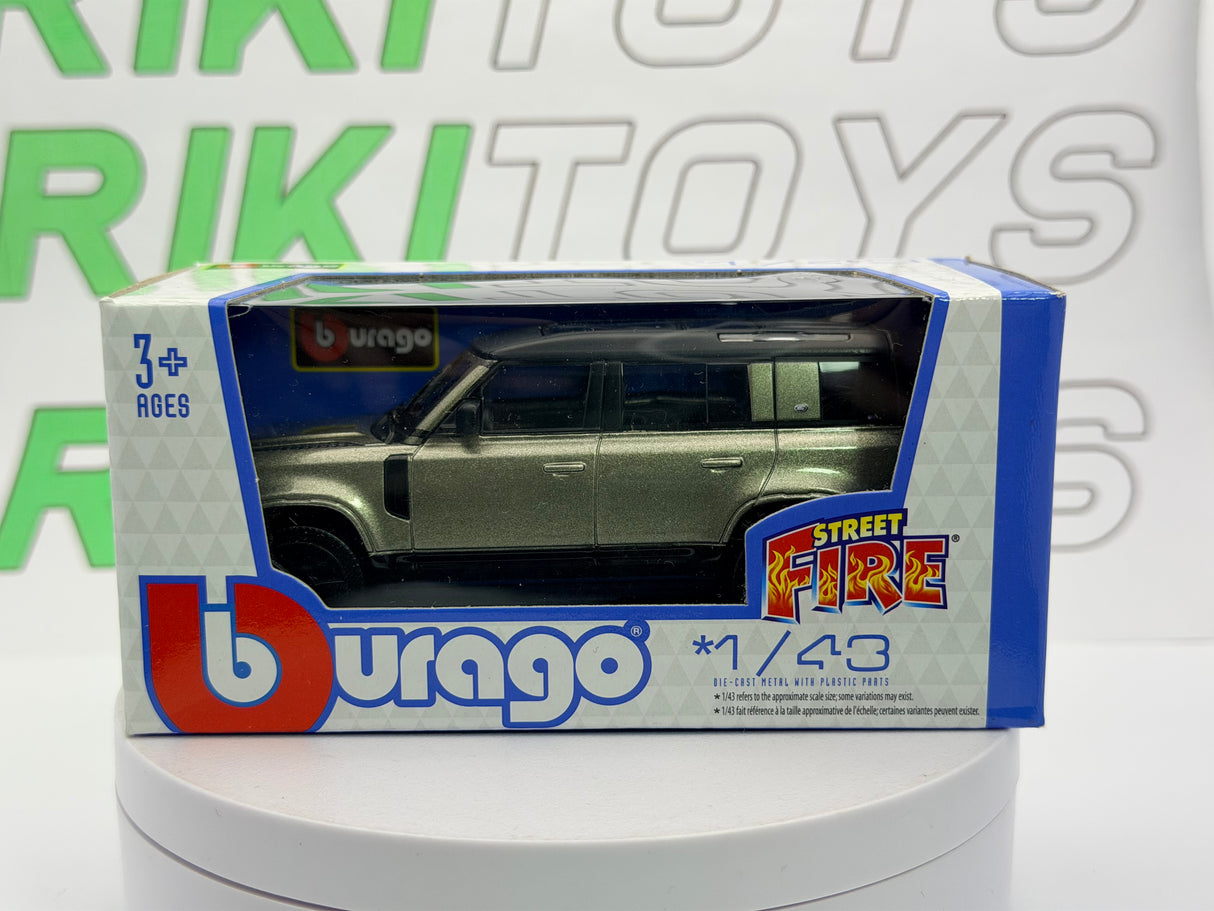 RIKITOYS
RIKITOYS
3+
AGES
burago
STREET
FIRE®
burago®
*1/43
DIE-CAST METAL WITH PLASTIC PARTS
* 1/43 refers to the approximate scale size; some variations may exist.
* 1/43 fait référence à la taille approximative de l'échelle; certaines variantes peuvent exister.